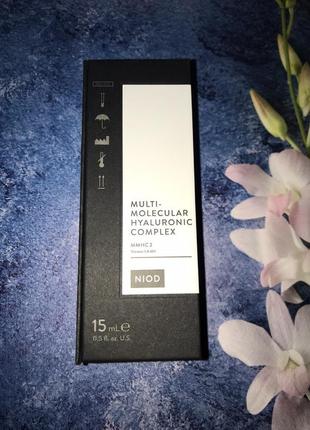 MULTI-
MOLECULAR
HYALURONIC
COMPLEX
MMHC2
NIOD
15 mL e
0.5 fl. oz. U.S.